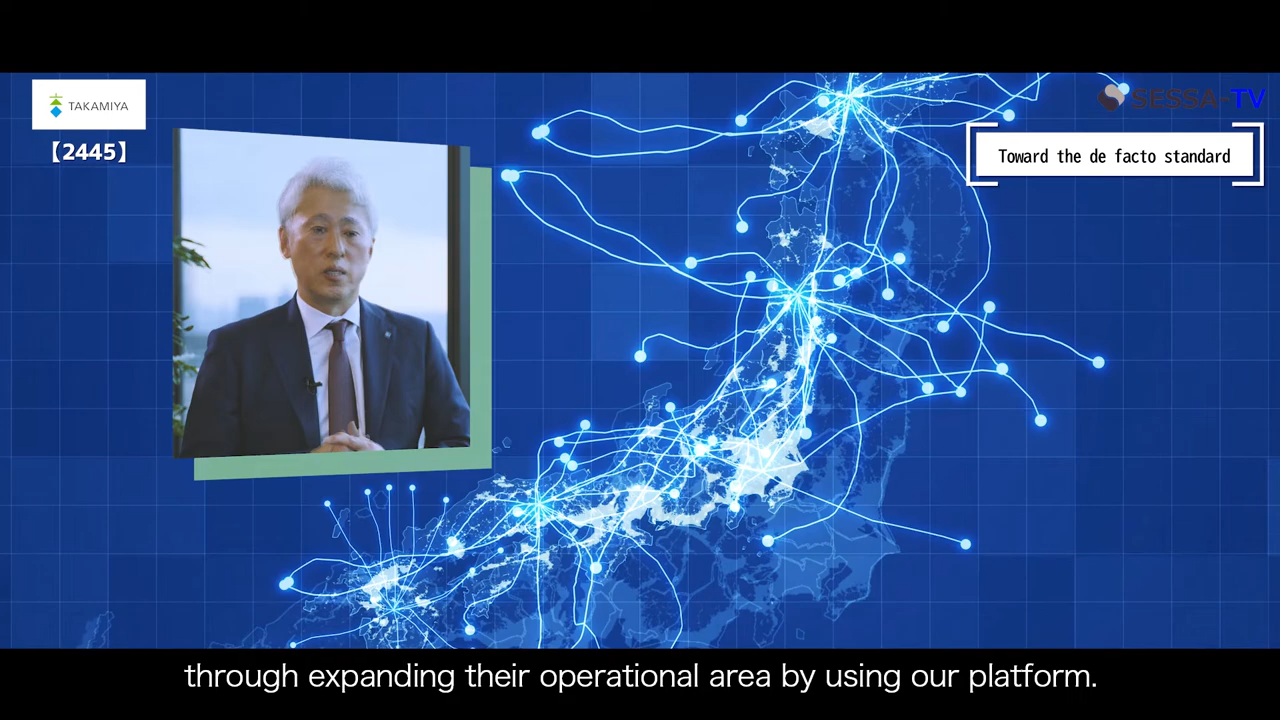 TAKAMIYA
【2445】
SESSA-TV
Toward the de facto standard
through expanding their operational area by using our platform.